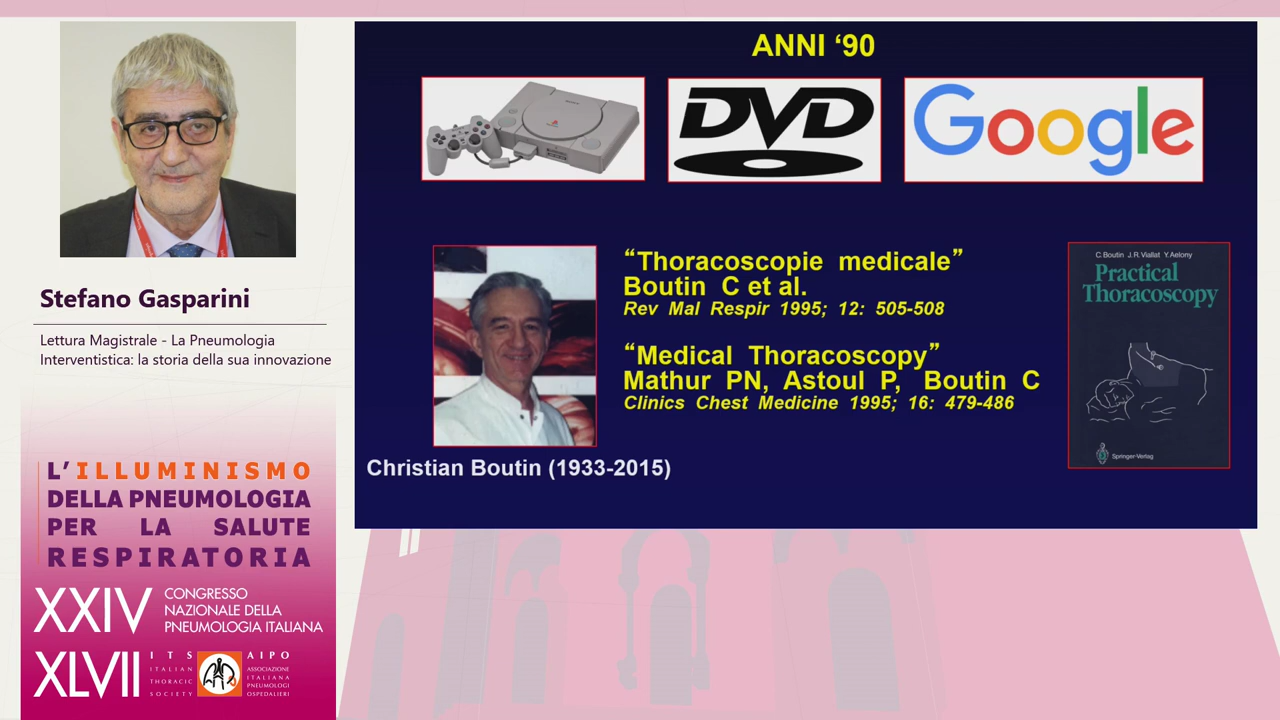 Stefano Gasparini
Lettura Magistrale - La Pneumologia
Interventistica: la storia della sua innovazione
L’ILLUMINISMO
DELLA PNEUMOLOGIA
PER LA SALUTE
RESPIRATORIA
XXIV
CONGRESSO
NAZIONALE DELLA
PNEUMOLOGIA ITALIANA
XLVII
ITS
ITALIAN
THORACIC
SOCIETY
AIPO
ASSOCIAZIONE
ITALIANA
PNEUMOLOGI
OSPEDALIERI
ANNI ‘90
DVD
Google
“Thoracoscopie medicale”
Boutin C et al.
Rev Mal Respir 1995; 12: 505-508
“Medical Thoracoscopy”
Mathur PN, Astoul P, Boutin C
Clinics Chest Medicine 1995; 16: 479-486
Christian Boutin (1933-2015)
C. Boutin J. R. Viallat Y. Aelony
Practical
Thoracoscopy
Springer-Verlag